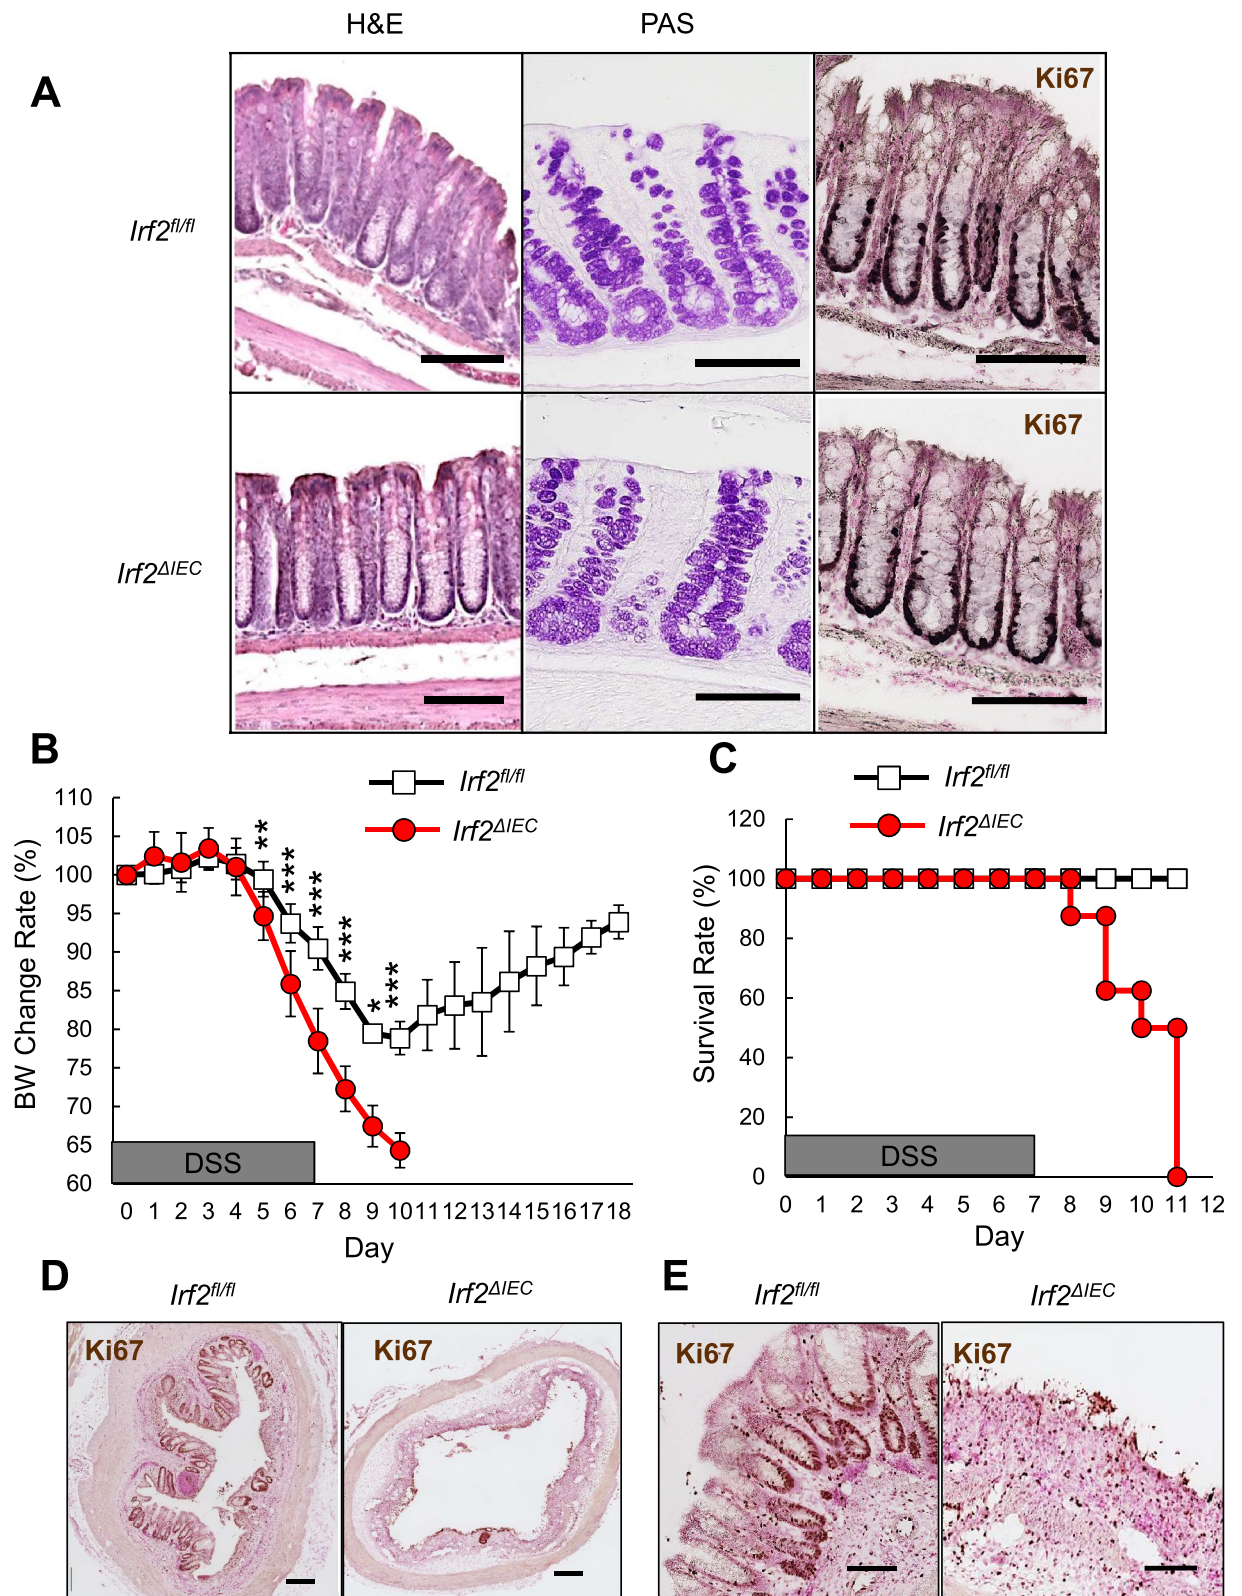 H&E PAS
A
Ki67
Irf2fl/fl
Ki67
Irf2ΔIEC
B
Irf2fl/fl
Irf2ΔIEC
110
105
100
95
90
85
80
75
70
65
60
BW Change Rate (%)
**
***
***
***
*
***
DSS
0 1 2 3 4 5 6 7 8 9 10 11 12 13 14 15 16 17 18
Day
C
Irf2fl/fl
Irf2ΔIEC
120
100
80
60
40
20
0
Survival Rate (%)
DSS
0 1 2 3 4 5 6 7 8 9 10 11 12
Day
D
Irf2fl/fl Irf2ΔIEC
Ki67 Ki67
E
Irf2fl/fl Irf2ΔIEC
Ki67 Ki67